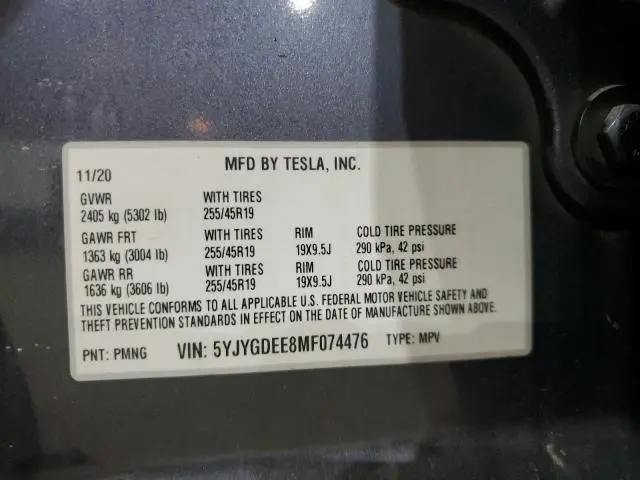 MFD BY TESLA, INC.
11/20
GVWR WITH TIRES
2405 kg (5302 lb) 255/45R19
GAWR FRT WITH TIRES RIM COLD TIRE PRESSURE
1363 kg (3004 lb) 255/45R19 19X9.5J 290 kPa, 42 psi
GAWR RR WITH TIRES RIM COLD TIRE PRESSURE
1636 kg (3606 lb) 255/45R19 19X9.5J 290 kPa, 42 psi
THIS VEHICLE CONFORMS TO ALL APPLICABLE U.S. FEDERAL MOTOR VEHICLE SAFETY AND
THEFT PREVENTION STANDARDS IN EFFECT ON THE DATE OF MANUFACTURE SHOWN ABOVE.
PNT: PMNG VIN: 5YJYGDEE8MF074476 TYPE: MPV